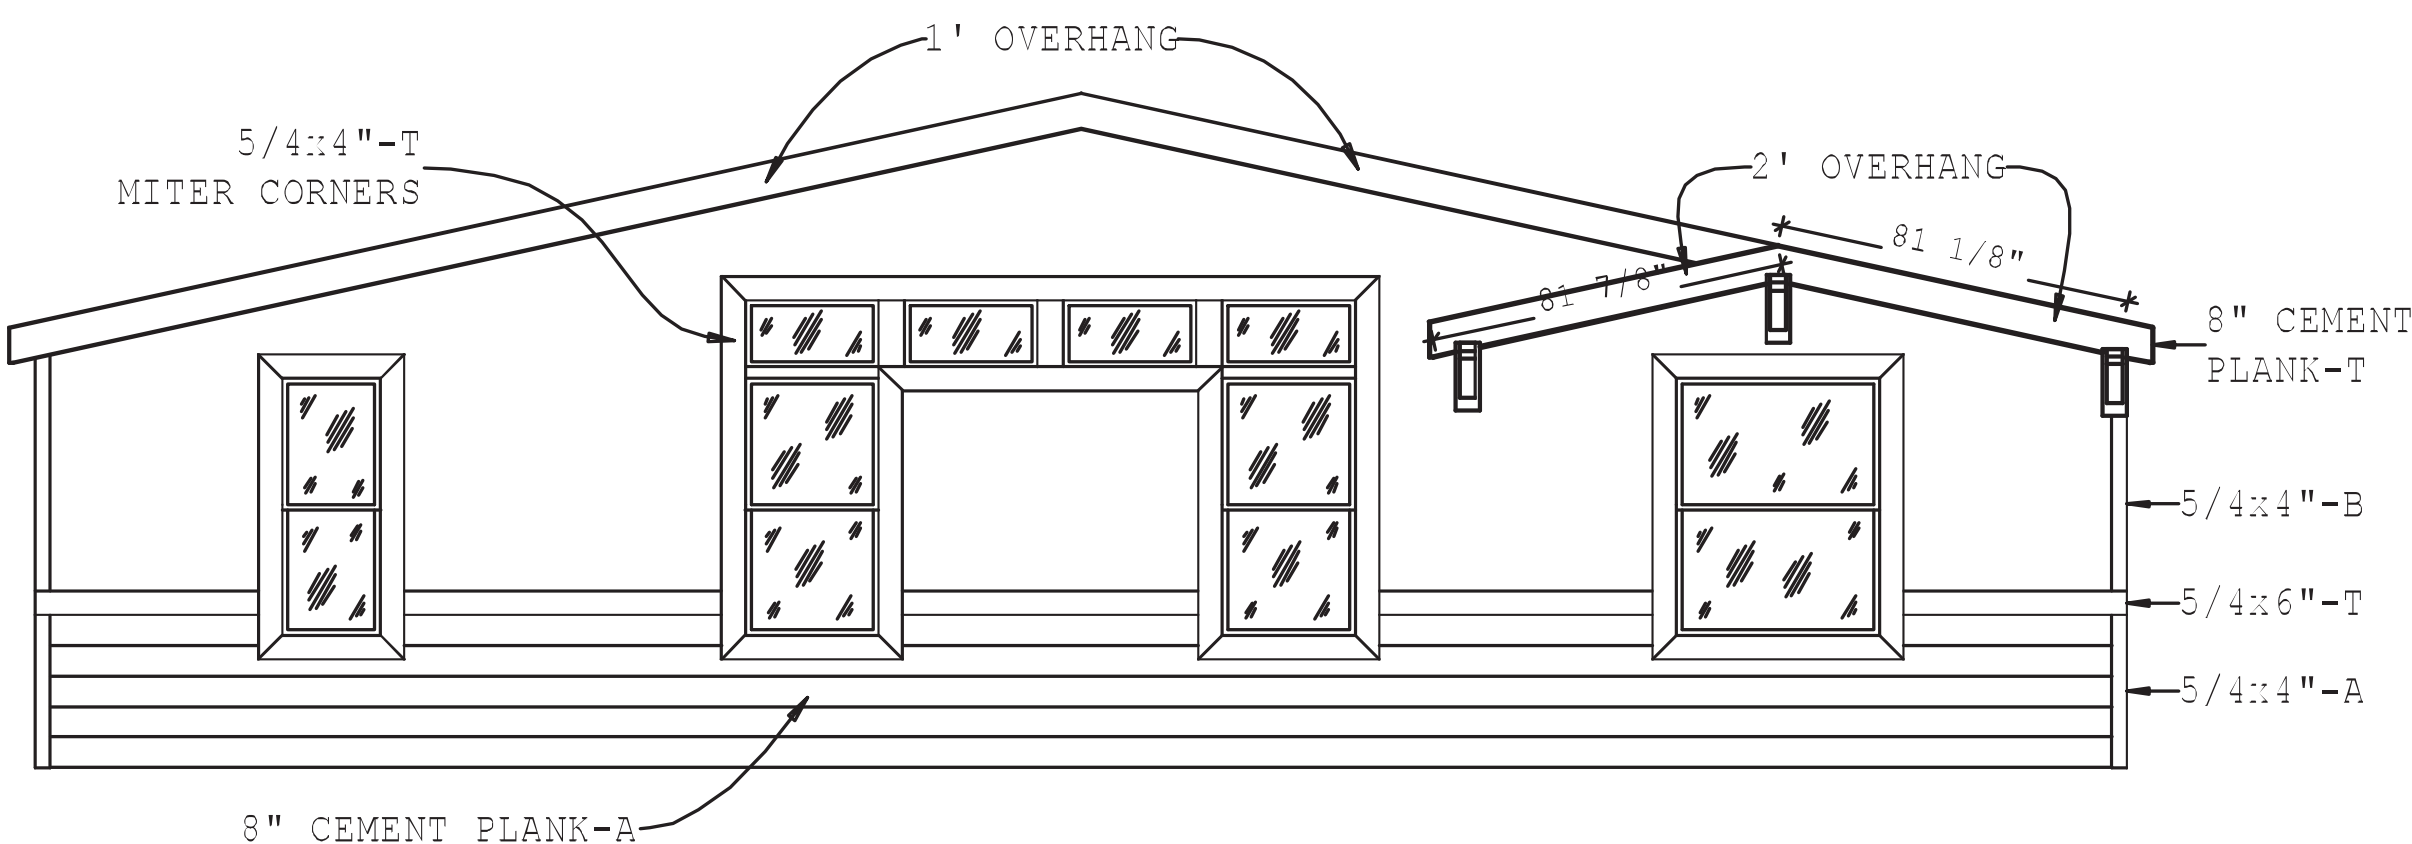 1' OVERHANG
5/4x4"-T
MITER CORNERS
2' OVERHANG
81 1/8"
81 7/8"
8" CEMENT
PLANK-T
5/4x4"-B
5/4x6"-T
5/4x4"-A
8" CEMENT PLANK-A